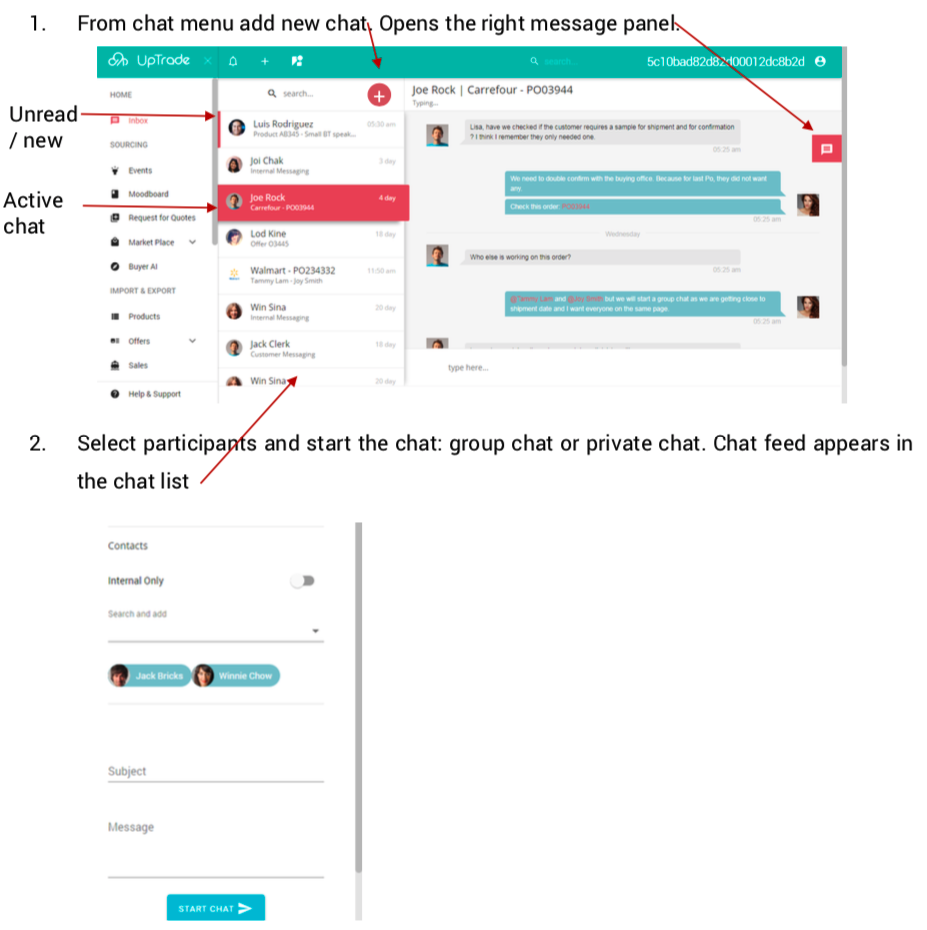 1. From chat menu add new chat. Opens the right message panel.
UpTrade ×
search...
5c10bad82d82d00012dc8b2d
Unread
/ new
Active
chat
HOME
Inbox
SOURCING
Events
Moodboard
Request for Quotes
Market Place
Buyer AI
IMPORT & EXPORT
Products
Offers
Sales
Help & Support
search...
Luis Rodriguez 05:30 am
Product AB345 - Small BT speak...
Joi Chak 3 day
Internal Messaging
Joe Rock 4 day
Carrefour - PO03944
Lod Kine 18 day
Offer 03445
Walmart - PO234332 11:50 am
Tammy Lam - Joy Smith
Win Sina 20 day
Internal Messaging
Jack Clerk 18 day
Customer Messaging
Win Sina 20 day
Joe Rock | Carrefour - PO03944
Typing...
Lisa, have we checked if the customer requires a sample for shipment and for confirmation
? I think I remember they only needed one.
05:25 am
We need to double confirm with the buying office. Because for last Po, they did not want
any.
Check this order: PO03944
05:25 am
Wednesday
Who else is working on this order?
05:25 am
@Tammy Lam and @Joy Smith but we will start a group chat as we are getting close to
shipment date and I want everyone on the same page.
05:25 am
type here...
2. Select participants and start the chat: group chat or private chat. Chat feed appears in
the chat list
Contacts
Internal Only
Search and add
Jack Bricks Winnie Chow
Subject
Message
START CHAT